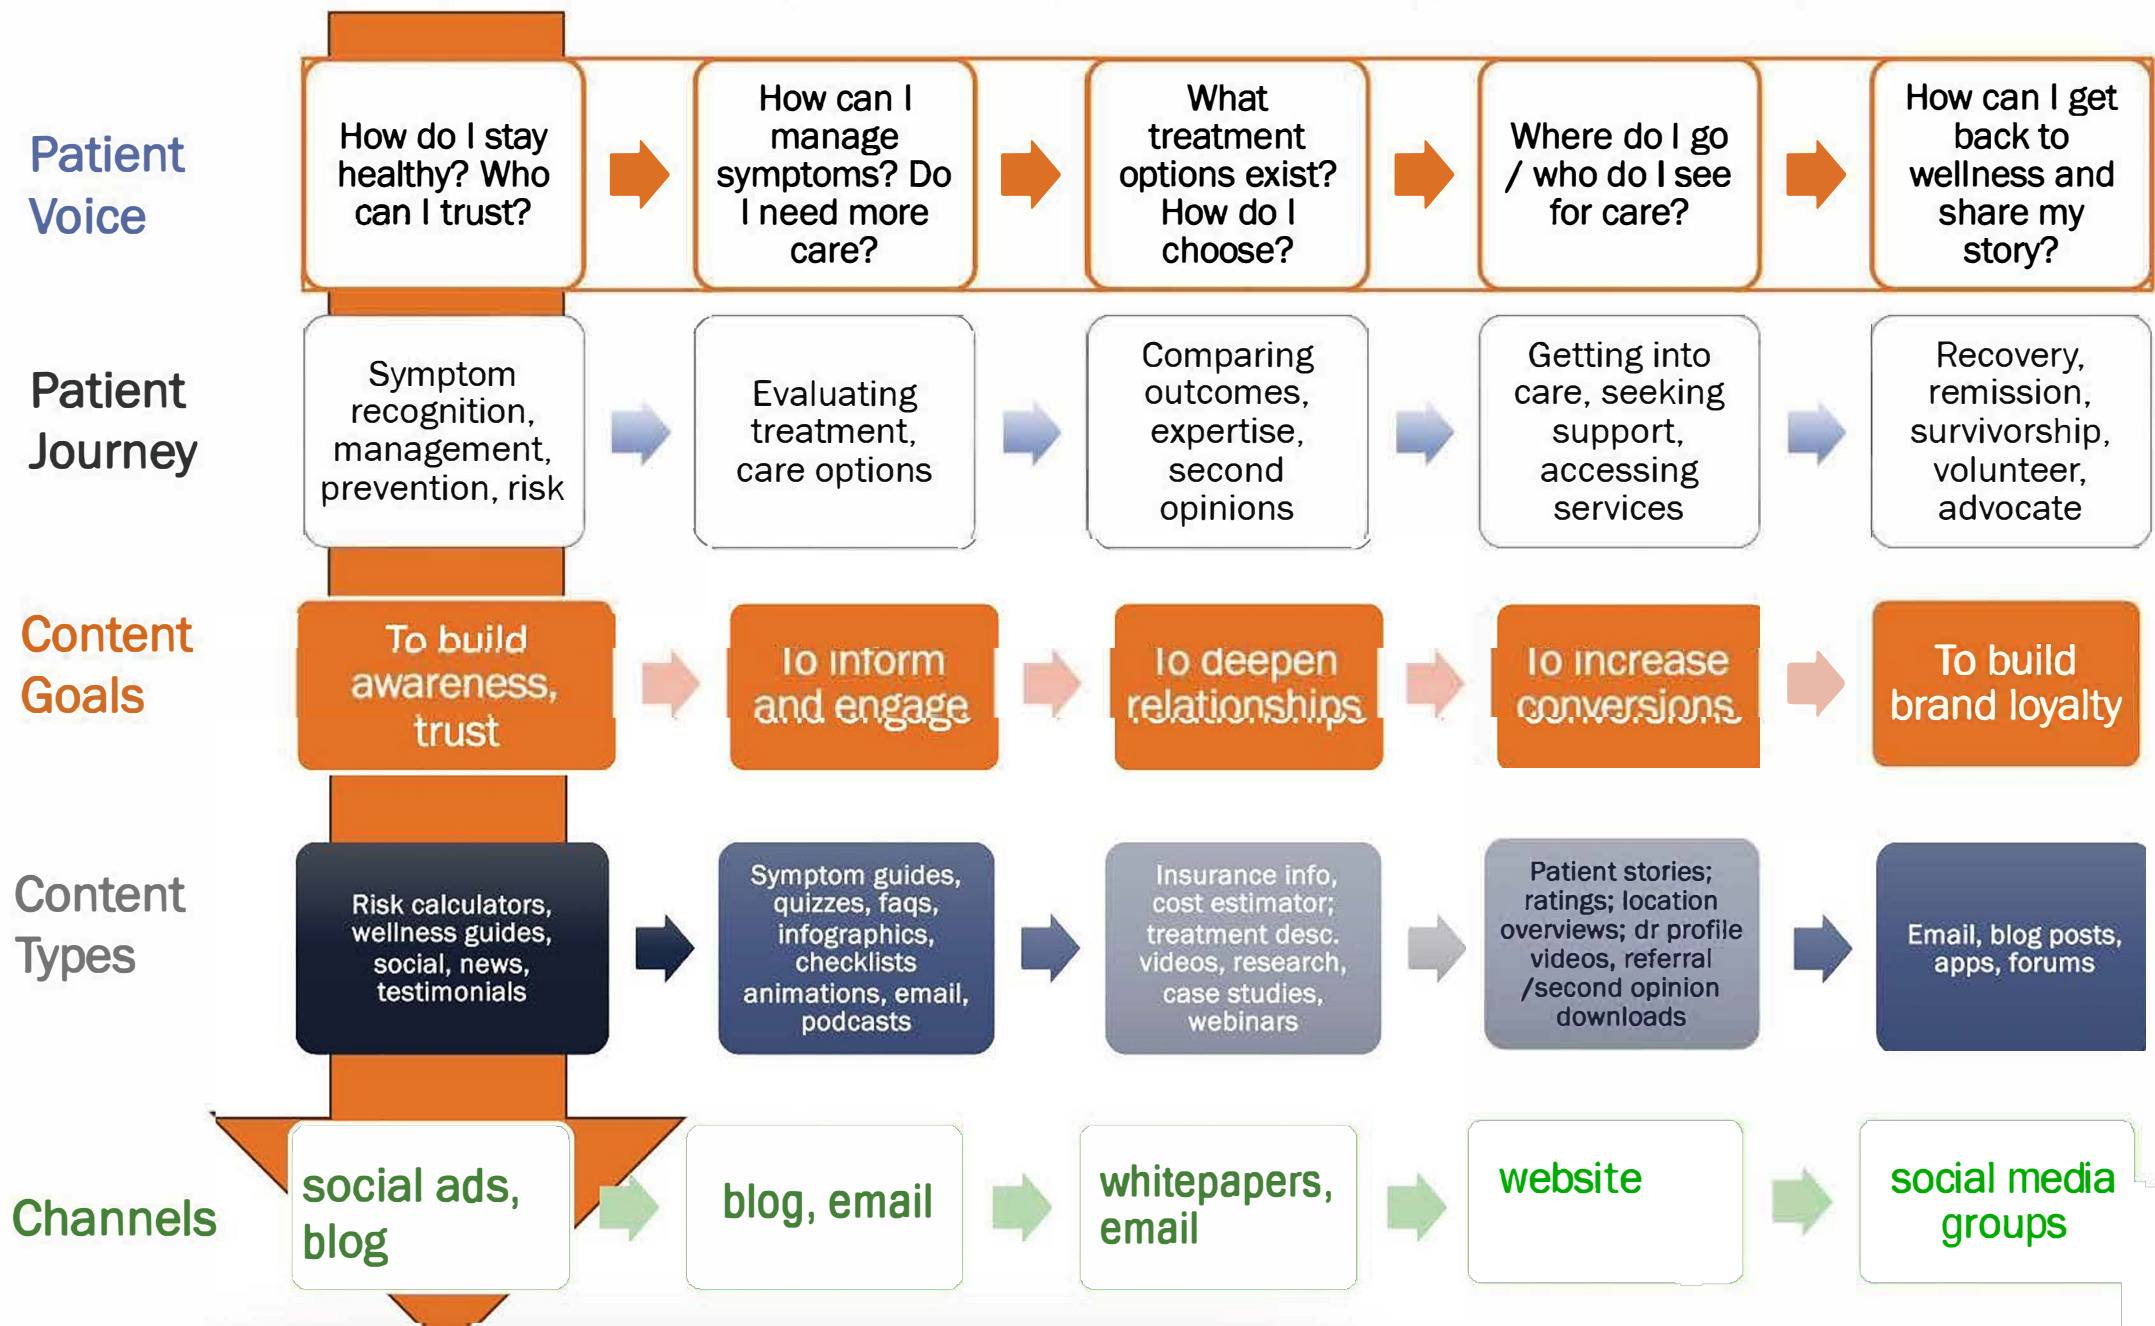 Patient
Voice
How do I stay
healthy? Who
can I trust?
How can I
manage
symptoms? Do
I need more
care?
What
treatment
options exist?
How do I
choose?
Where do I go
/ who do I see
for care?
How can I get
back to
wellness and
share my
story?
Patient
Journey
Symptom
recognition,
management,
prevention, risk
Evaluating
treatment,
care options
Comparing
outcomes,
expertise,
second
opinions
Getting into
care, seeking
support,
accessing
services
Recovery,
remission,
survivorship,
volunteer,
advocate
Content
Goals
To build
awareness,
trust
To inform
and engage
To deepen
relationships
To increase
conversions
To build
brand loyalty
Content
Types
Risk calculators,
wellness guides,
social, news,
testimonials
Symptom guides,
quizzes, faqs,
infographics,
checklists
animations, email,
podcasts
Insurance info,
cost estimator;
treatment desc.
videos, research,
case studies,
webinars
Patient stories;
ratings; location
overviews; dr profile
videos, referral
/second opinion
downloads
Email, blog posts,
apps, forums
Channels
social ads,
blog
blog, email
whitepapers,
email
website
social media
groups